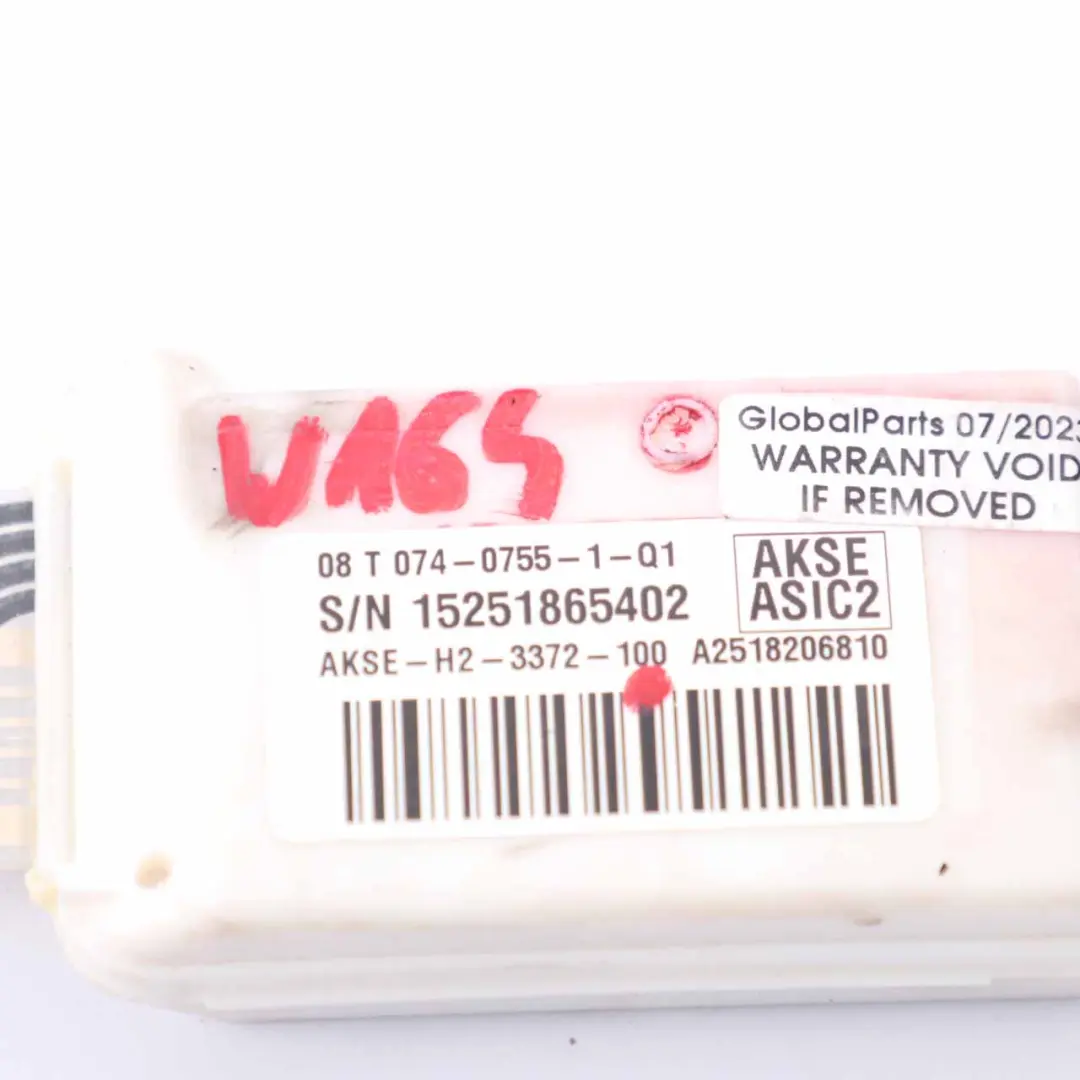 W164
GlobalParts 07/2023
WARRANTY VOID
IF REMOVED
08 T 074-0755-1-Q1
AKSE
ASIC2
S/N 15251865402
AKSE-H2-3372-100 A2518206810